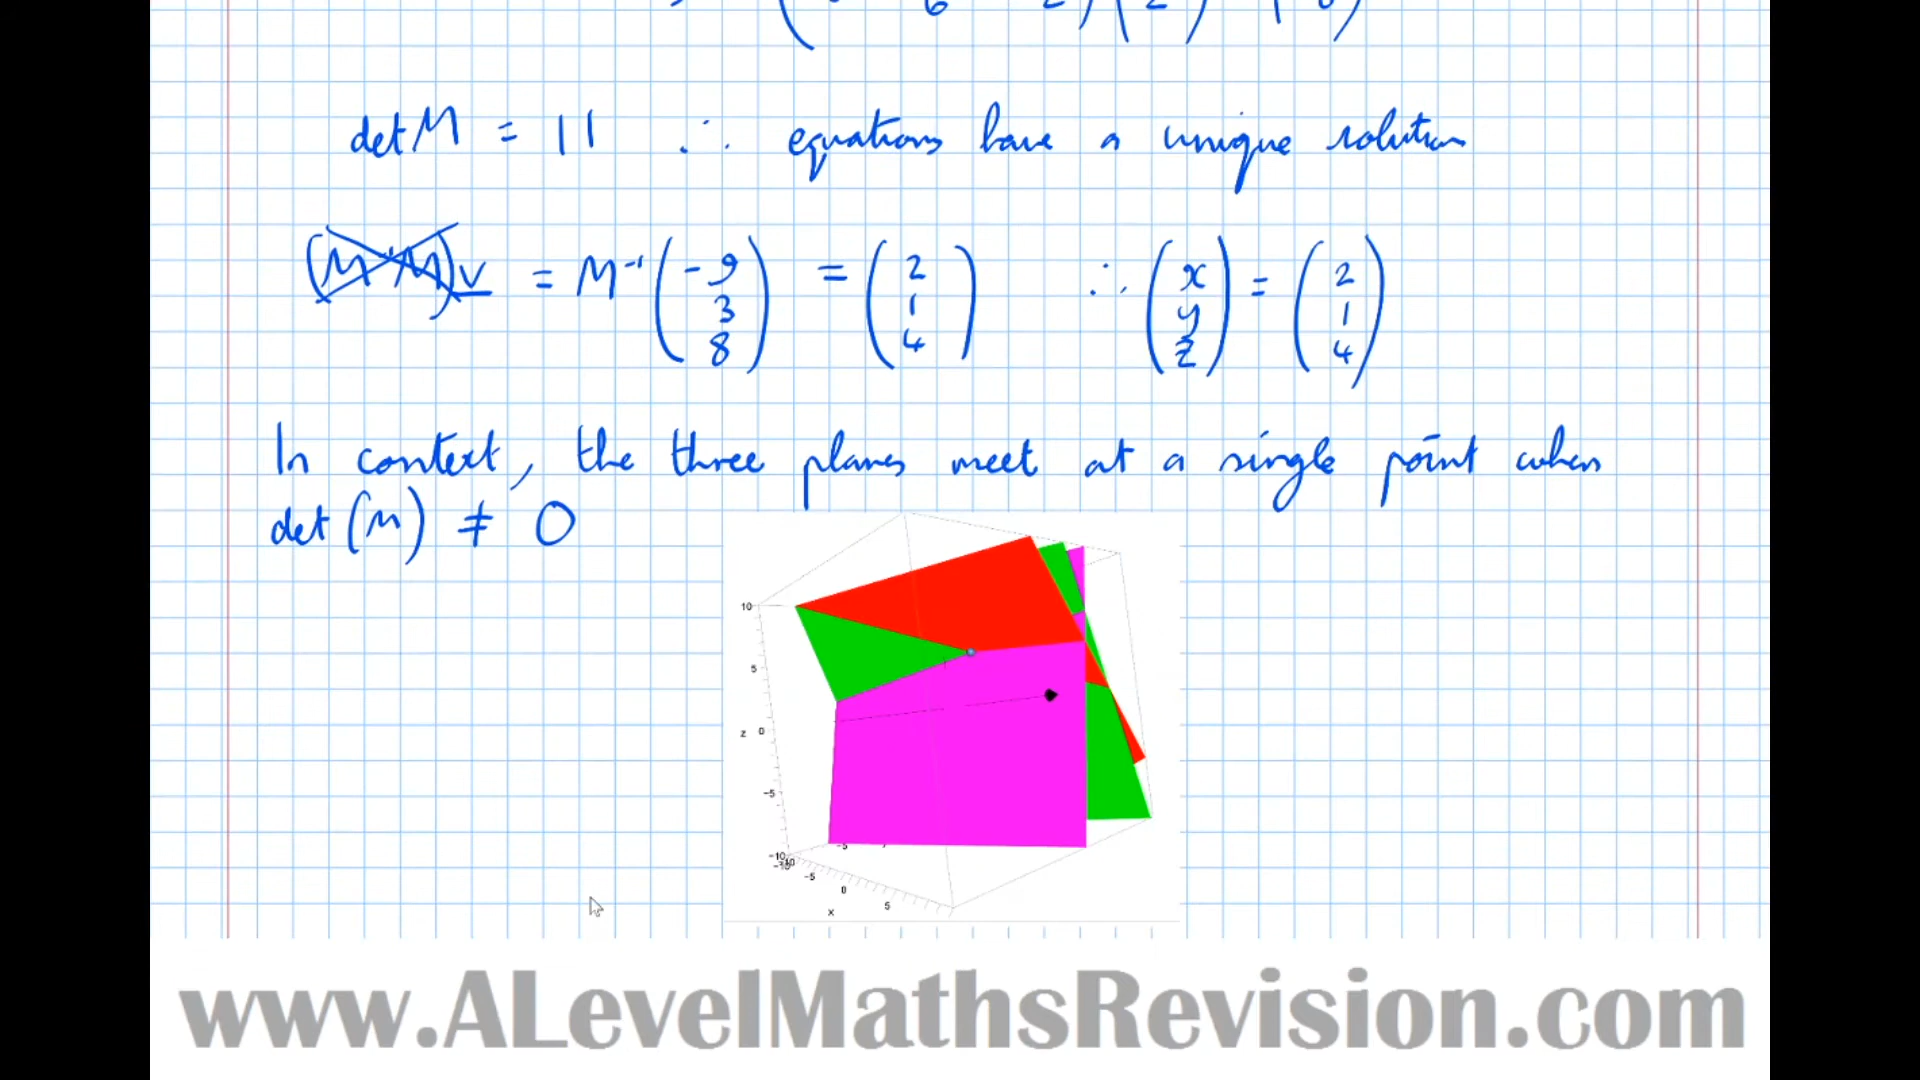 det M = 11 ∴ equations have a unique solution
(M⁻¹M)v = M⁻¹ (-9 3 8) = (2 1 4) ∴ (x y z) = (2 1 4)
In context, the three planes meet at a single point when
det (M) ≠ 0
10
5
z 0
-5
-10
-5
0
5
x
www.ALevelMathsRevision.com